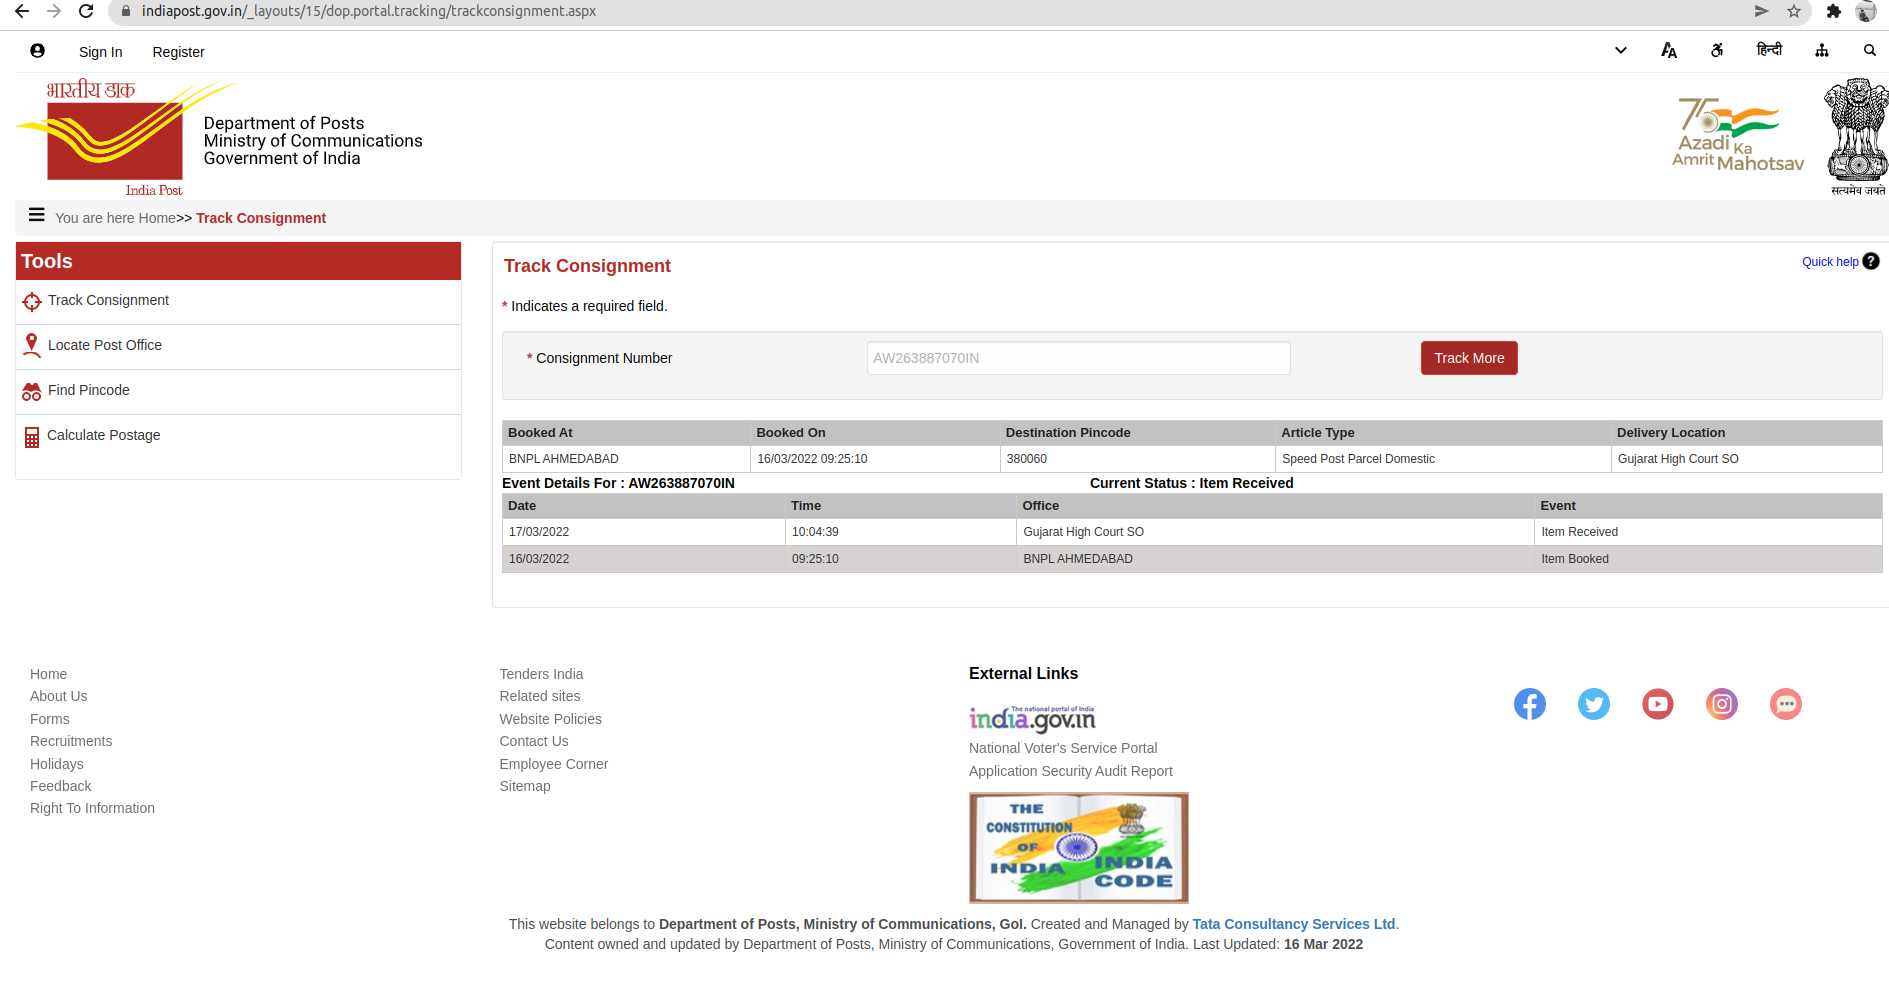 indiapost.gov.in/_layouts/15/dop.portal.tracking/trackconsignment.aspx
Sign In Register हिन्दी
भारतीय डाक
India Post
Department of Posts
Ministry of Communications
Government of India
75
Azadi Ka
Amrit Mahotsav
सत्यमेव जयते
You are here Home>> Track Consignment
Tools
Track Consignment
Locate Post Office
Find Pincode
Calculate Postage
Track Consignment
Quick help ?
* Indicates a required field.
* Consignment Number AW263887070IN Track More
Booked At Booked On Destination Pincode Article Type Delivery Location
BNPL AHMEDABAD 16/03/2022 09:25:10 380060 Speed Post Parcel Domestic Gujarat High Court SO
Event Details For : AW263887070IN Current Status : Item Received
Date Time Office Event
17/03/2022 10:04:39 Gujarat High Court SO Item Received
16/03/2022 09:25:10 BNPL AHMEDABAD Item Booked
Home
About Us
Forms
Recruitments
Holidays
Feedback
Right To Information
Tenders India
Related sites
Website Policies
Contact Us
Employee Corner
Sitemap
External Links
The national portal of India
india.gov.in
National Voter's Service Portal
Application Security Audit Report
THE
CONSTITUTION
OF
INDIA
INDIA
CODE
This website belongs to Department of Posts, Ministry of Communications, GoI. Created and Managed by Tata Consultancy Services Ltd.
Content owned and updated by Department of Posts, Ministry of Communications, Government of India. Last Updated: 16 Mar 2022